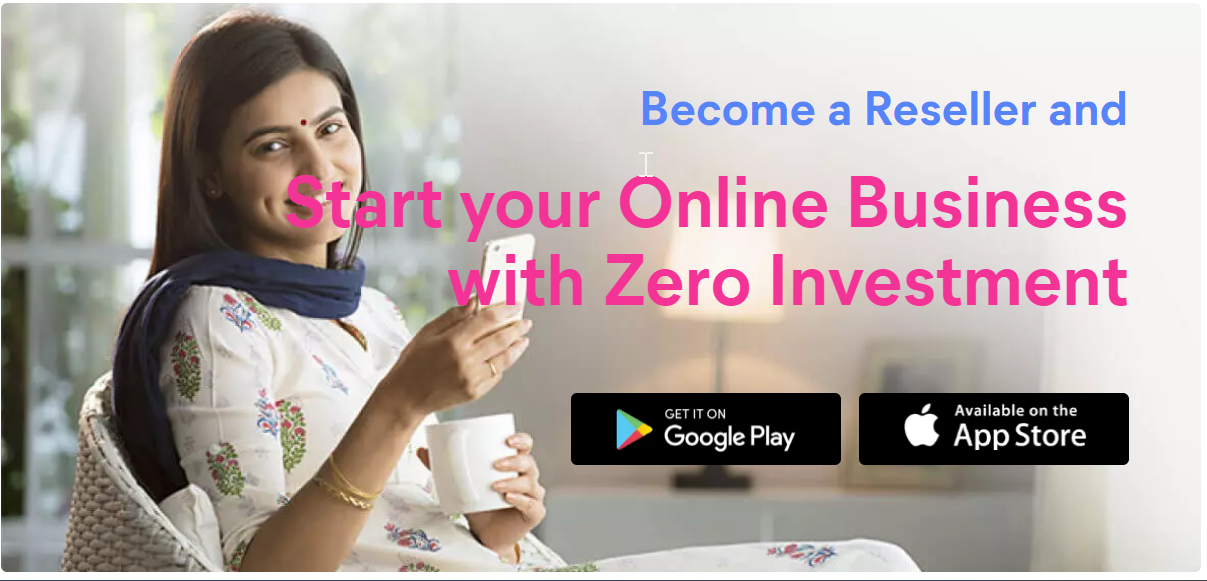 Become a Reseller and
Start your Online Business
with Zero Investment
GET IT ON
Google Play
Available on the
App Store